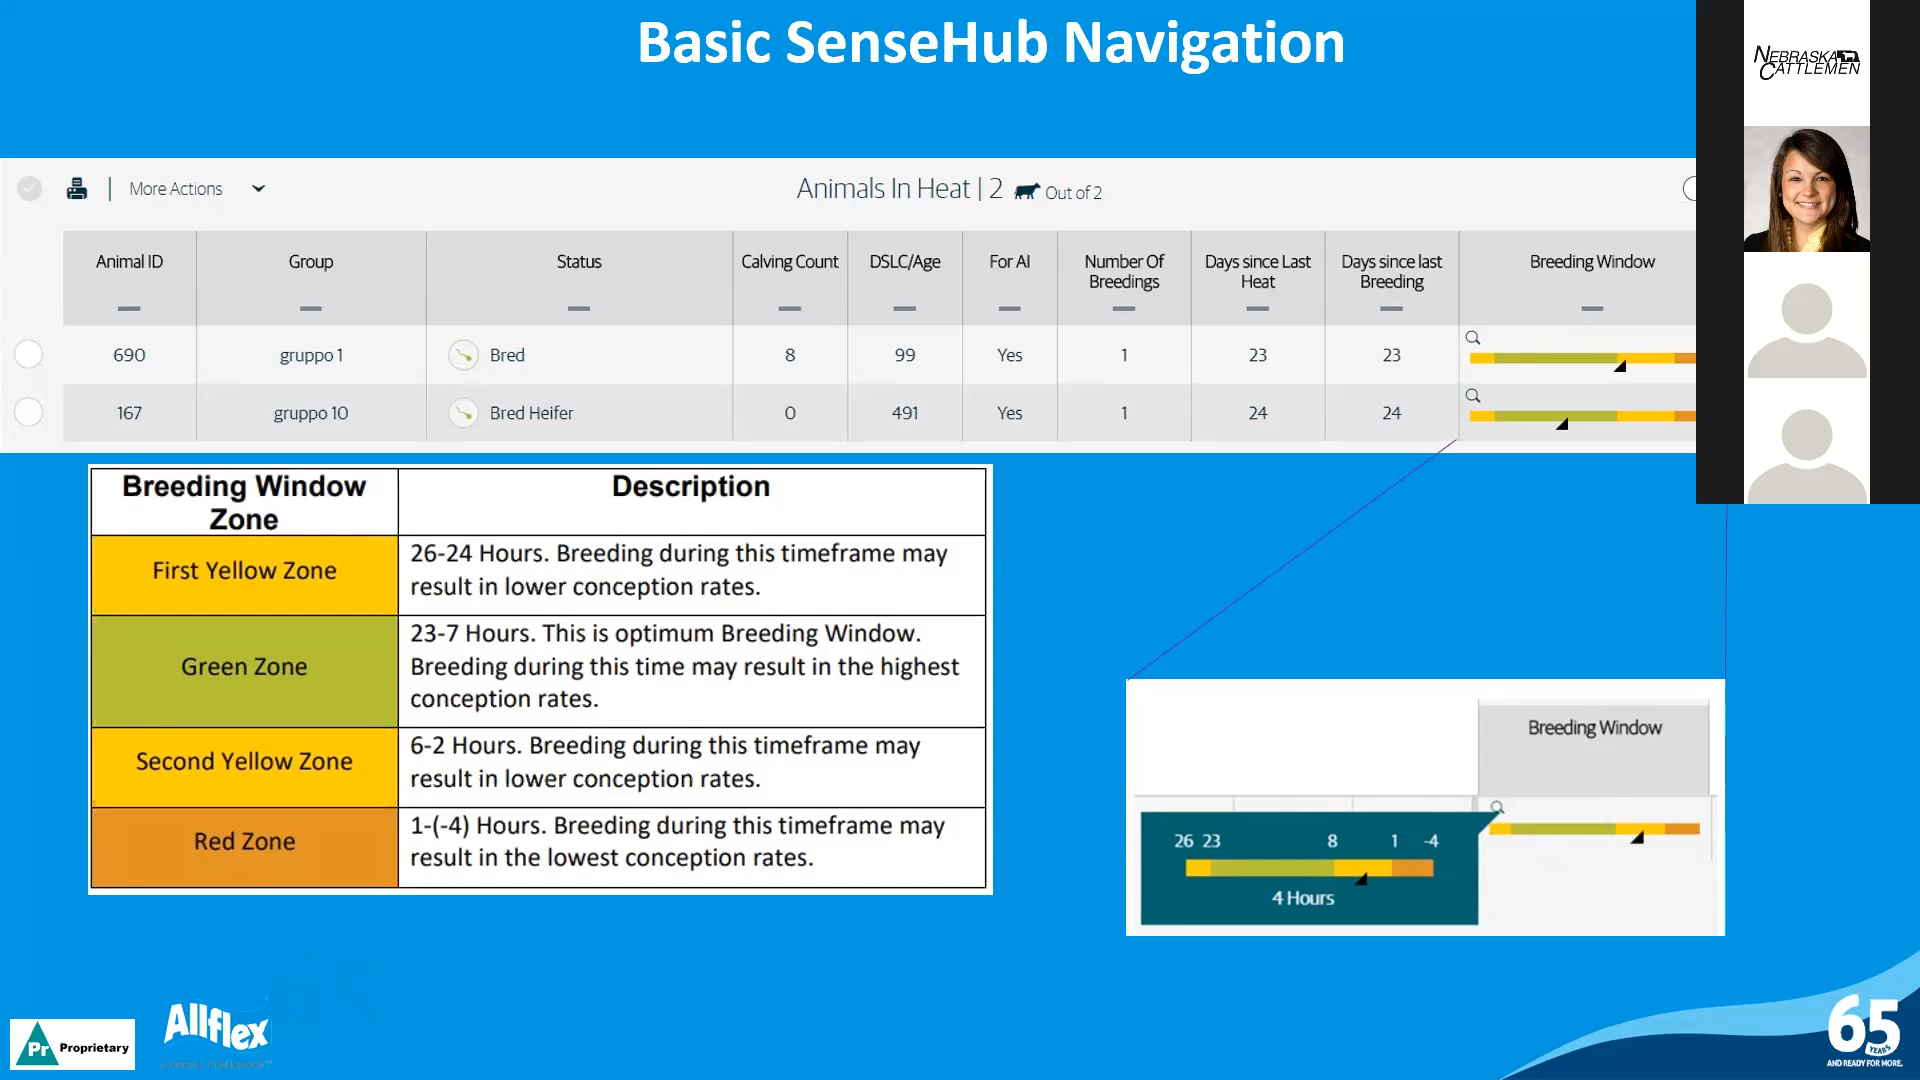 Basic SenseHub Navigation
NEBRASKA
CATTLEMEN
More Actions
Animals In Heat | 2 Out of 2
Animal ID Group Status Calving Count DSLC/Age For AI Number Of Breedings Days since Last Heat Days since last Breeding Breeding Window
690 gruppo 1 Bred 8 99 Yes 1 23 23
167 gruppo 10 Bred Heifer 0 491 Yes 1 24 24
Breeding Window Zone
Description
First Yellow Zone
26-24 Hours. Breeding during this timeframe may
result in lower conception rates.
Green Zone
23-7 Hours. This is optimum Breeding Window.
Breeding during this time may result in the highest
conception rates.
Second Yellow Zone
6-2 Hours. Breeding during this timeframe may
result in lower conception rates.
Red Zone
1-(-4) Hours. Breeding during this timeframe may
result in the lowest conception rates.
Breeding Window
26 23 8 1 -4
4 Hours
Pr Proprietary
Allflex
65
YEARS
AND READY FOR MORE.